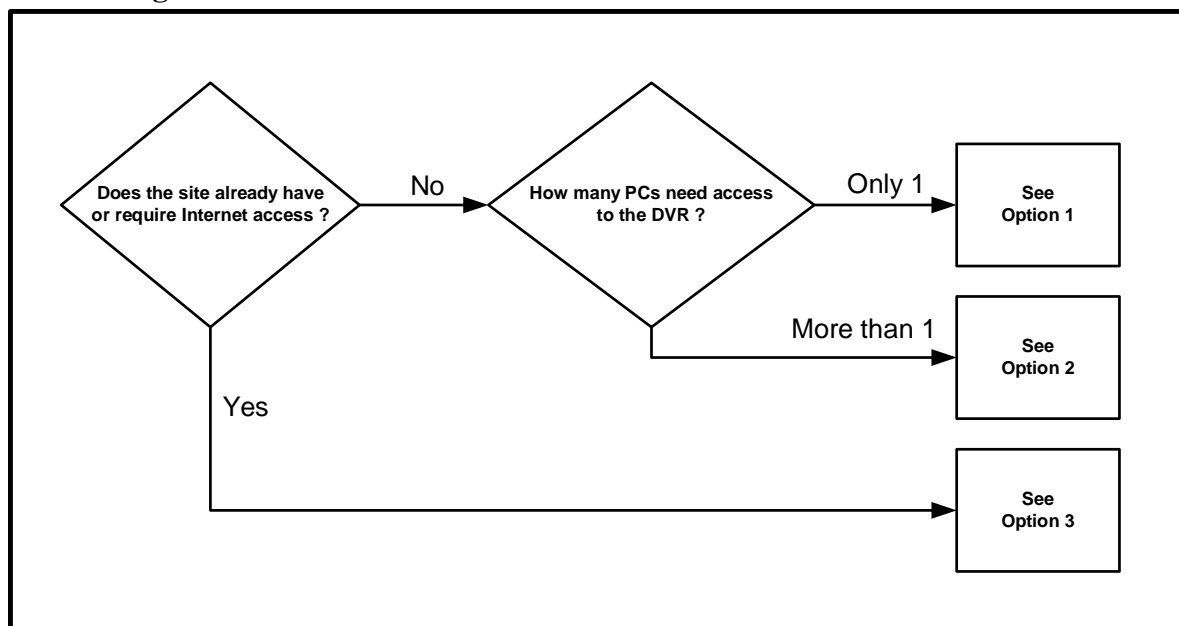 Does the site already have
or require Internet access ?
No
How many PCs need access
to the DVR ?
Only 1
See
Option 1
More than 1
See
Option 2
Yes
See
Option 3